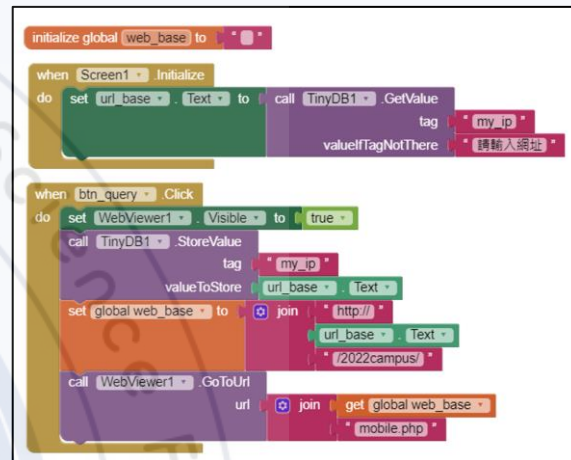 initialize global web_base to " "
when Screen1 .Initialize
do set url_base . Text to call TinyDB1 .GetValue
tag " my_ip "
valueIfTagNotThere " 請輸入網址 "
when btn_query .Click
do set WebViewer1 . Visible to true
call TinyDB1 .StoreValue
tag " my_ip "
valueToStore url_base . Text
set global web_base to join " http:// "
url_base . Text
" /2022campus/ "
call WebViewer1 .GoToUrl
url join get global web_base
" mobile.php "